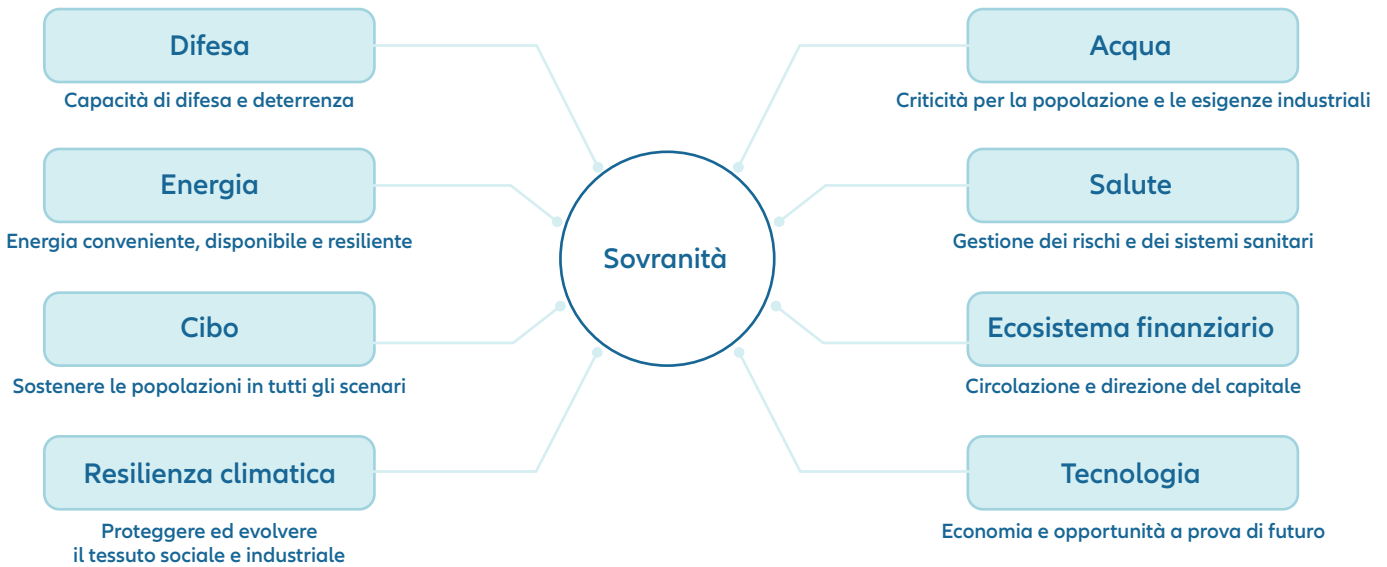 Difesa
Capacità di difesa e deterrenza
Energia
Energia conveniente, disponibile e resiliente
Cibo
Sostenere le popolazioni in tutti gli scenari
Resilienza climatica
Proteggere ed evolvere
il tessuto sociale e industriale
Sovranità
Acqua
Criticità per la popolazione e le esigenze industriali
Salute
Gestione dei rischi e dei sistemi sanitari
Ecosistema finanziario
Circolazione e direzione del capitale
Tecnologia
Economia e opportunità a prova di futuro